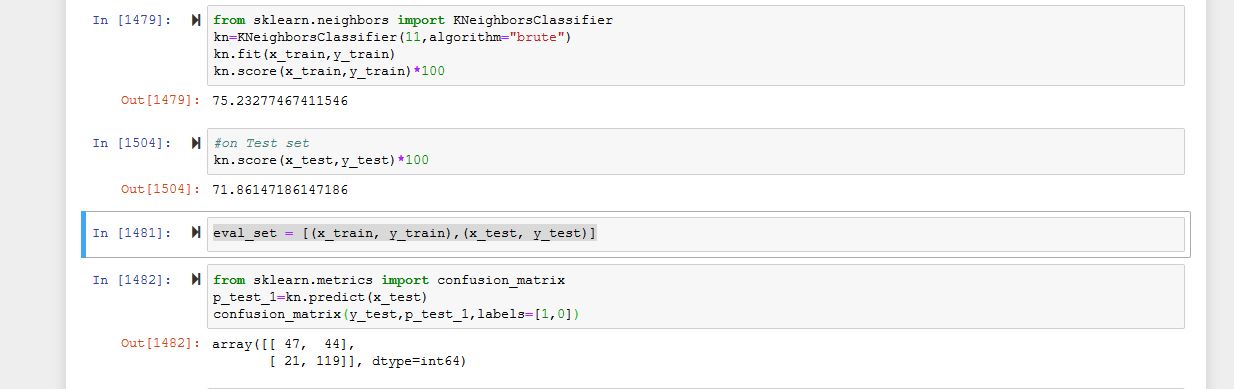 In [1479]: from sklearn.neighbors import KNeighborsClassifier
kn=KNeighborsClassifier(11,algorithm="brute")
kn.fit(x_train,y_train)
kn.score(x_train,y_train)*100
Out[1479]: 75.23277467411546
In [1504]: #on Test set
kn.score(x_test,y_test)*100
Out[1504]: 71.86147186147186
In [1481]: eval_set = [(x_train, y_train),(x_test, y_test)]
In [1482]: from sklearn.metrics import confusion_matrix
p_test_1=kn.predict(x_test)
confusion_matrix(y_test,p_test_1,labels=[1,0])
Out[1482]: array([[ 47,  44],
[ 21, 119]], dtype=int64)